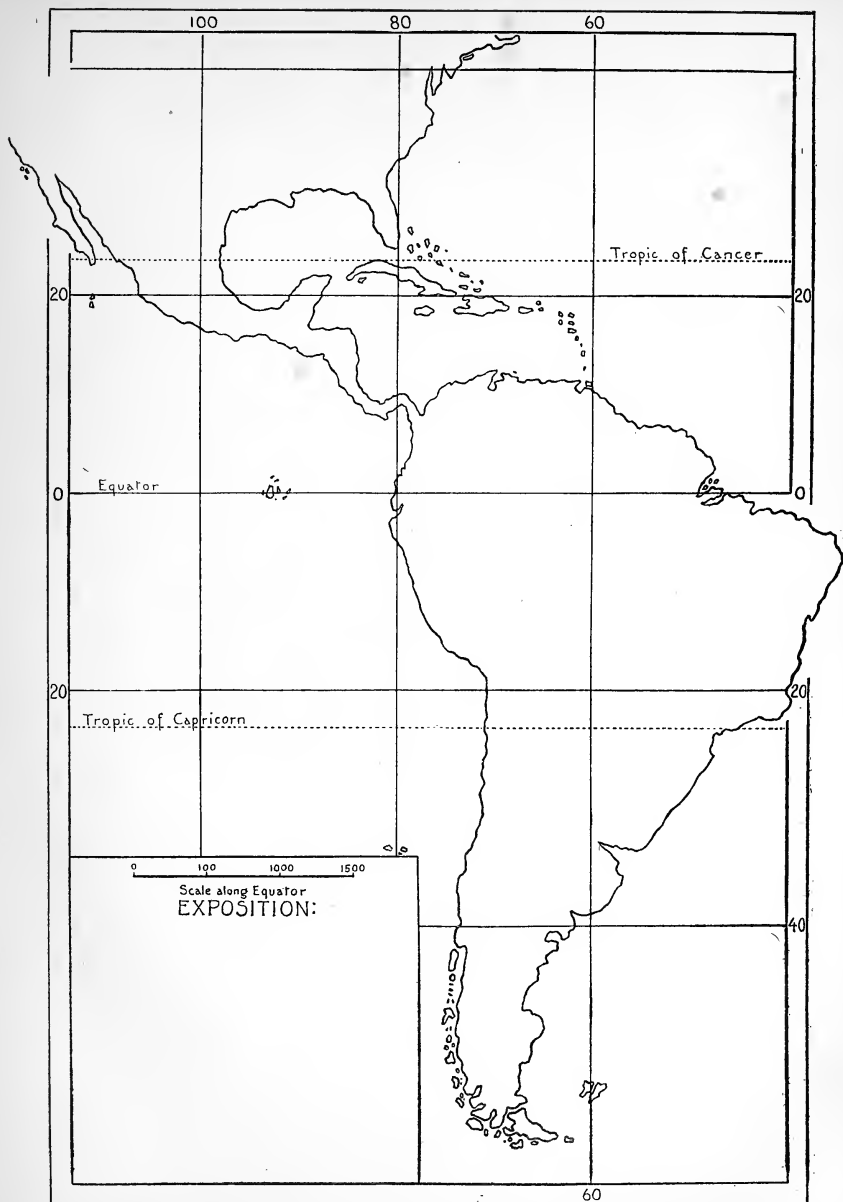 100 80 60
Tropic of Cancer
20 20
Equator
0 0
20 20
Tropic of Capricorn
0 100 1000 1500
Scale along Equator
EXPOSITION:
40
60